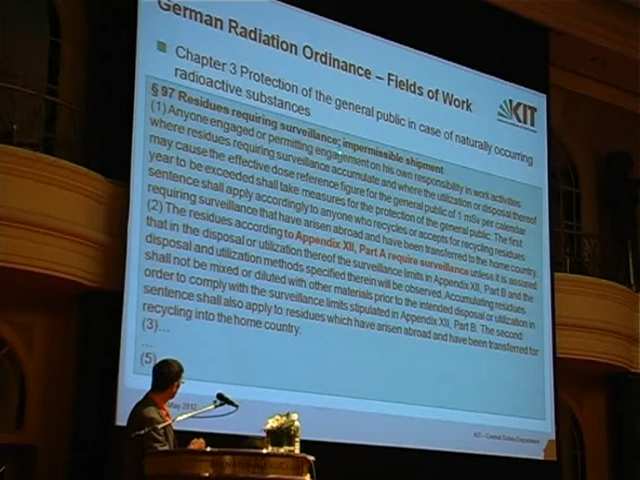 German Radiation Ordinance – Fields of Work
KIT
Chapter 3 Protection of the general public in case of naturally occurring
radioactive substances
§ 97 Residues requiring surveillance; impermissible shipment
(1) Anyone engaged or permitting engagement on his own responsibility in work activities
where residues requiring surveillance accumulate and where the utilization or disposal thereof
may cause the effective dose reference figure for the general public of 1 mSv per calendar
year to be exceeded shall take measures for the protection of the general public. The first
sentence shall apply accordingly to anyone who recycles or accepts for recycling residues
requiring surveillance that have arisen abroad and have been transferred to the home country.
(2) The residues according to Appendix XII, Part A require surveillance unless it is assured
that in the disposal or utilization thereof the surveillance limits in Appendix XII, Part B and the
disposal and utilization methods specified therein will be observed. Accumulating residues
shall not be mixed or diluted with other materials prior to the intended disposal or utilization in
order to comply with the surveillance limits stipulated in Appendix XII, Part B. The second
sentence shall also apply to residues which have arisen abroad and have been transferred for
recycling into the home country.
(3)...
....
(5)
May 2012
KIT – Central Safety Department